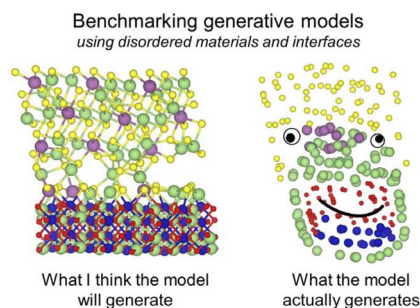 Benchmarking generative models
using disordered materials and interfaces
What I think the model
will generate
What the model
actually generates